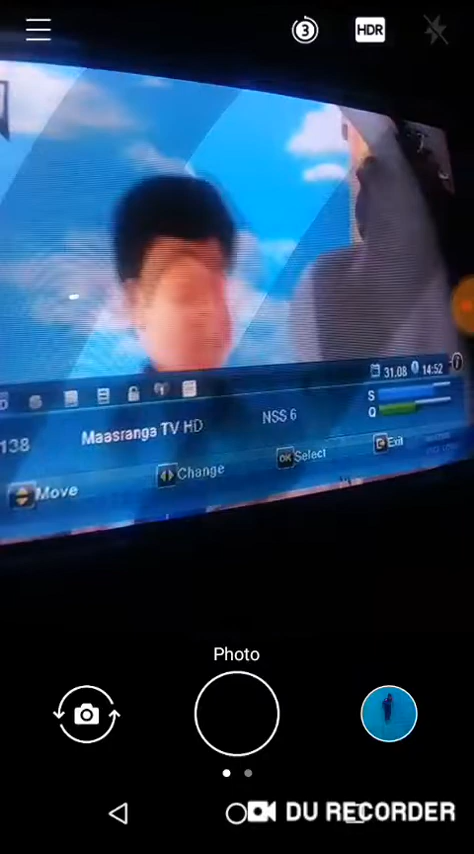 3 HDR
31.08 14:52
S
Q
138 Maasranga TV HD NSS 6
Move Change OK Select Exit
Photo
DU RECORDER